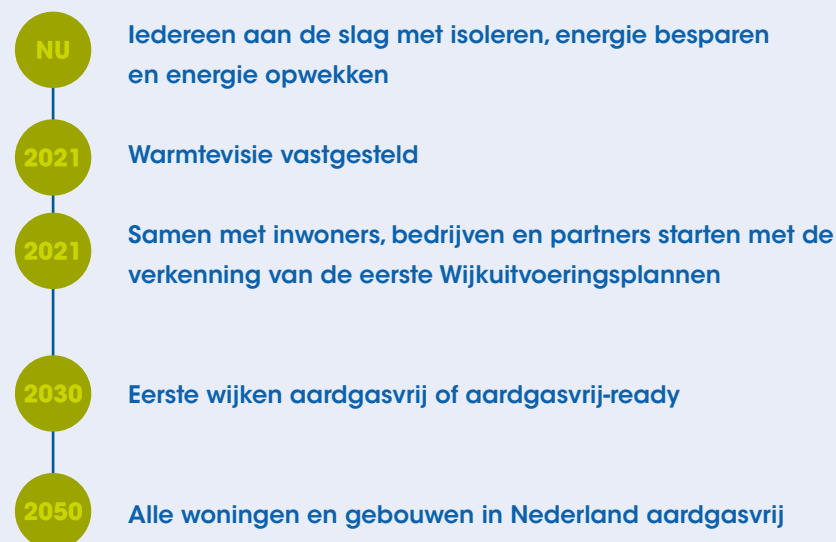 NU
Iedereen aan de slag met isoleren, energie besparen
en energie opwekken
2021
Warmtevisie vastgesteld
2021
Samen met inwoners, bedrijven en partners starten met de
verkenning van de eerste Wijkuitvoeringsplannen
2030
Eerste wijken aardgasvrij of aardgasvrij-ready
2050
Alle woningen en gebouwen in Nederland aardgasvrij